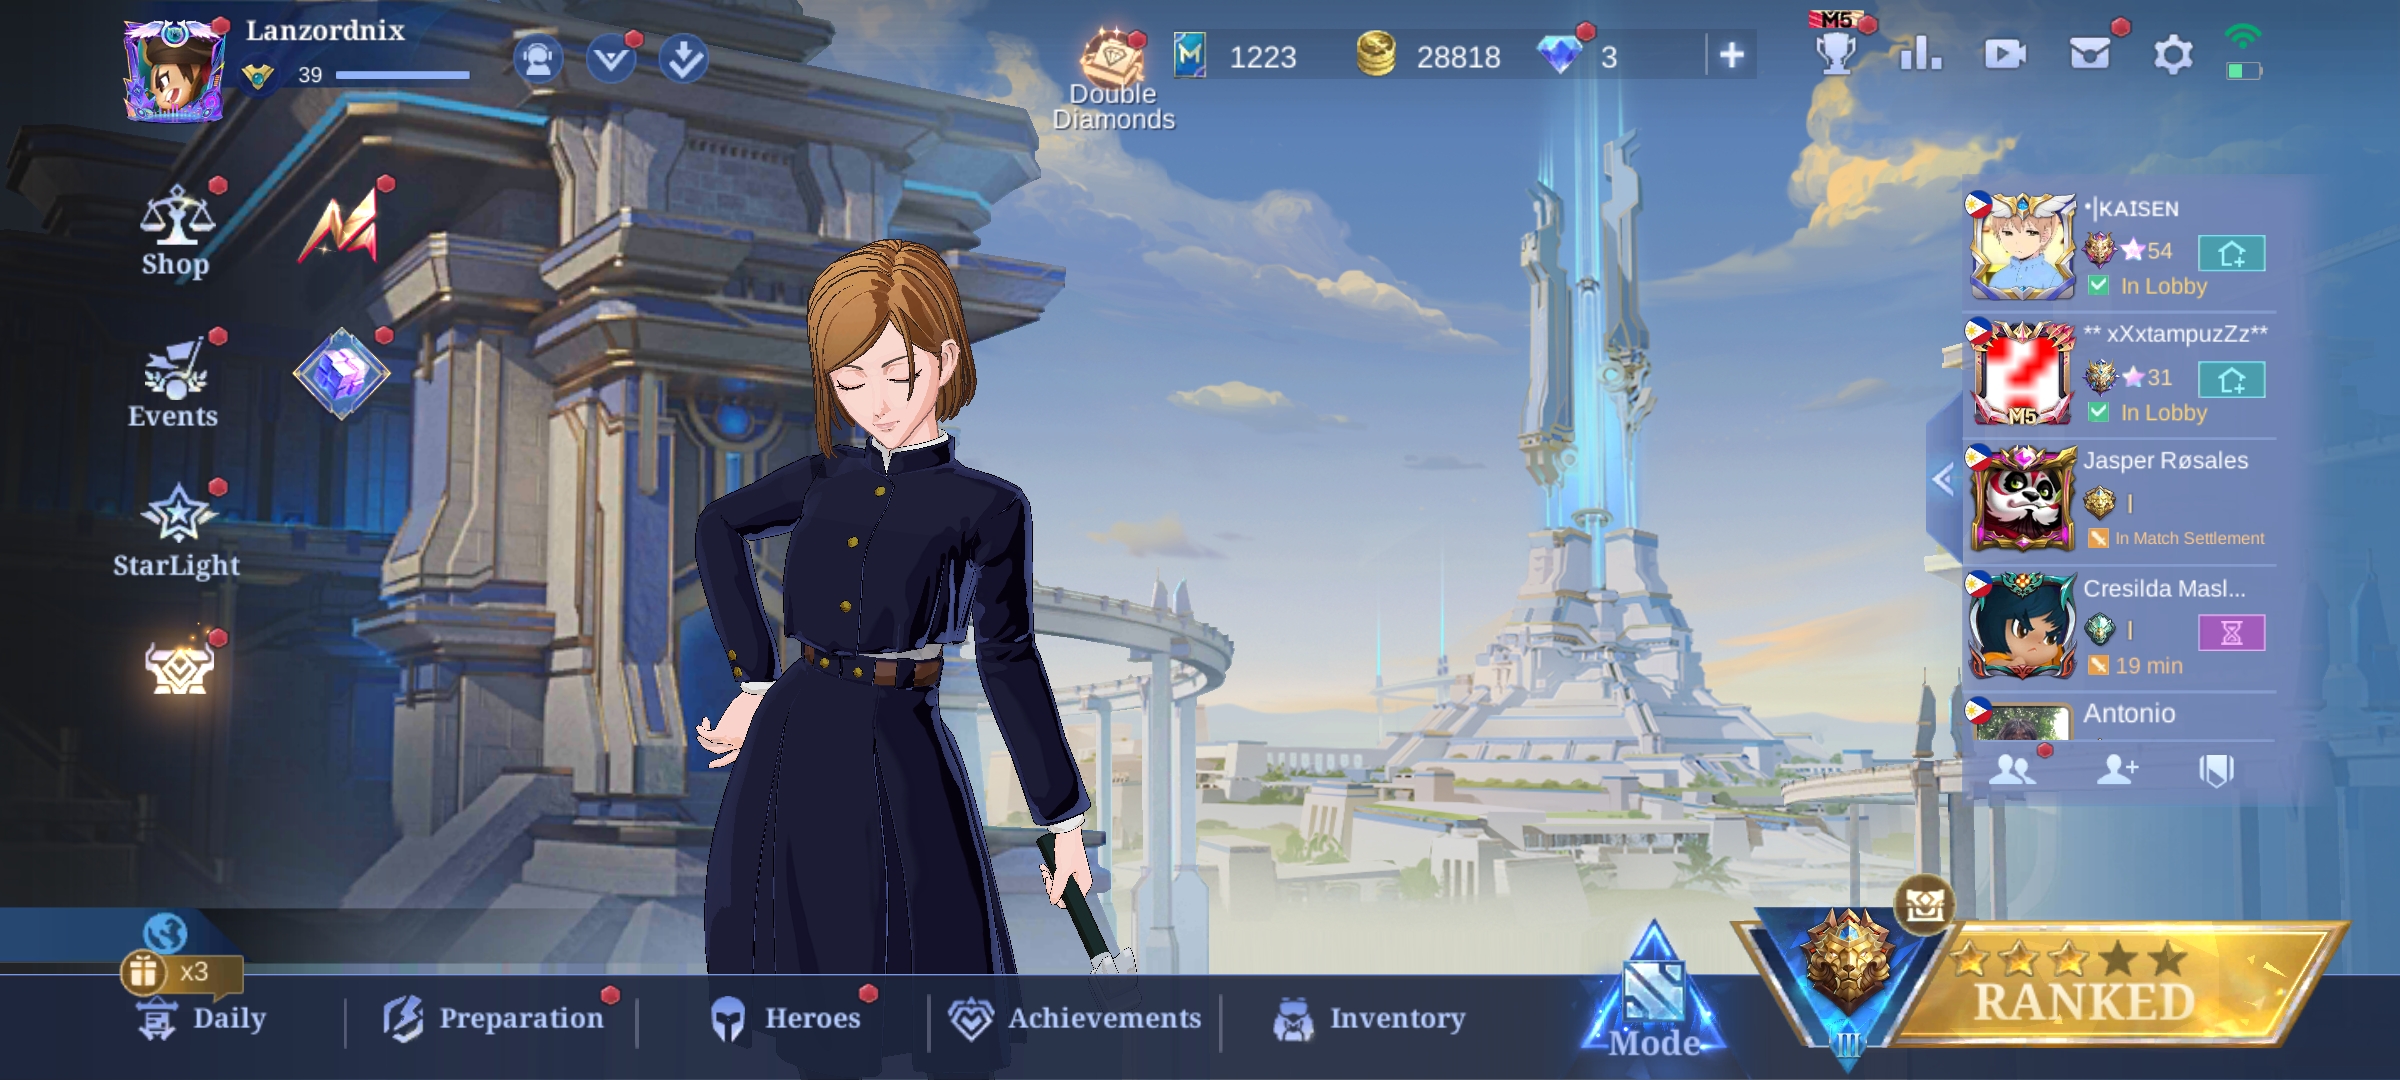 Lanzordnix
39
Double
Diamonds
1223
28818
3
M5
Shop
Events
StarLight
•|KAISEN
54
In Lobby
** xXxtampuzZz**
31
In Lobby
M5
Jasper Røsales
I
In Match Settlement
Cresilda Masl...
I
19 min
Antonio
x3
Daily
Preparation
Heroes
Achievements
Inventory
Mode
III
RANKED